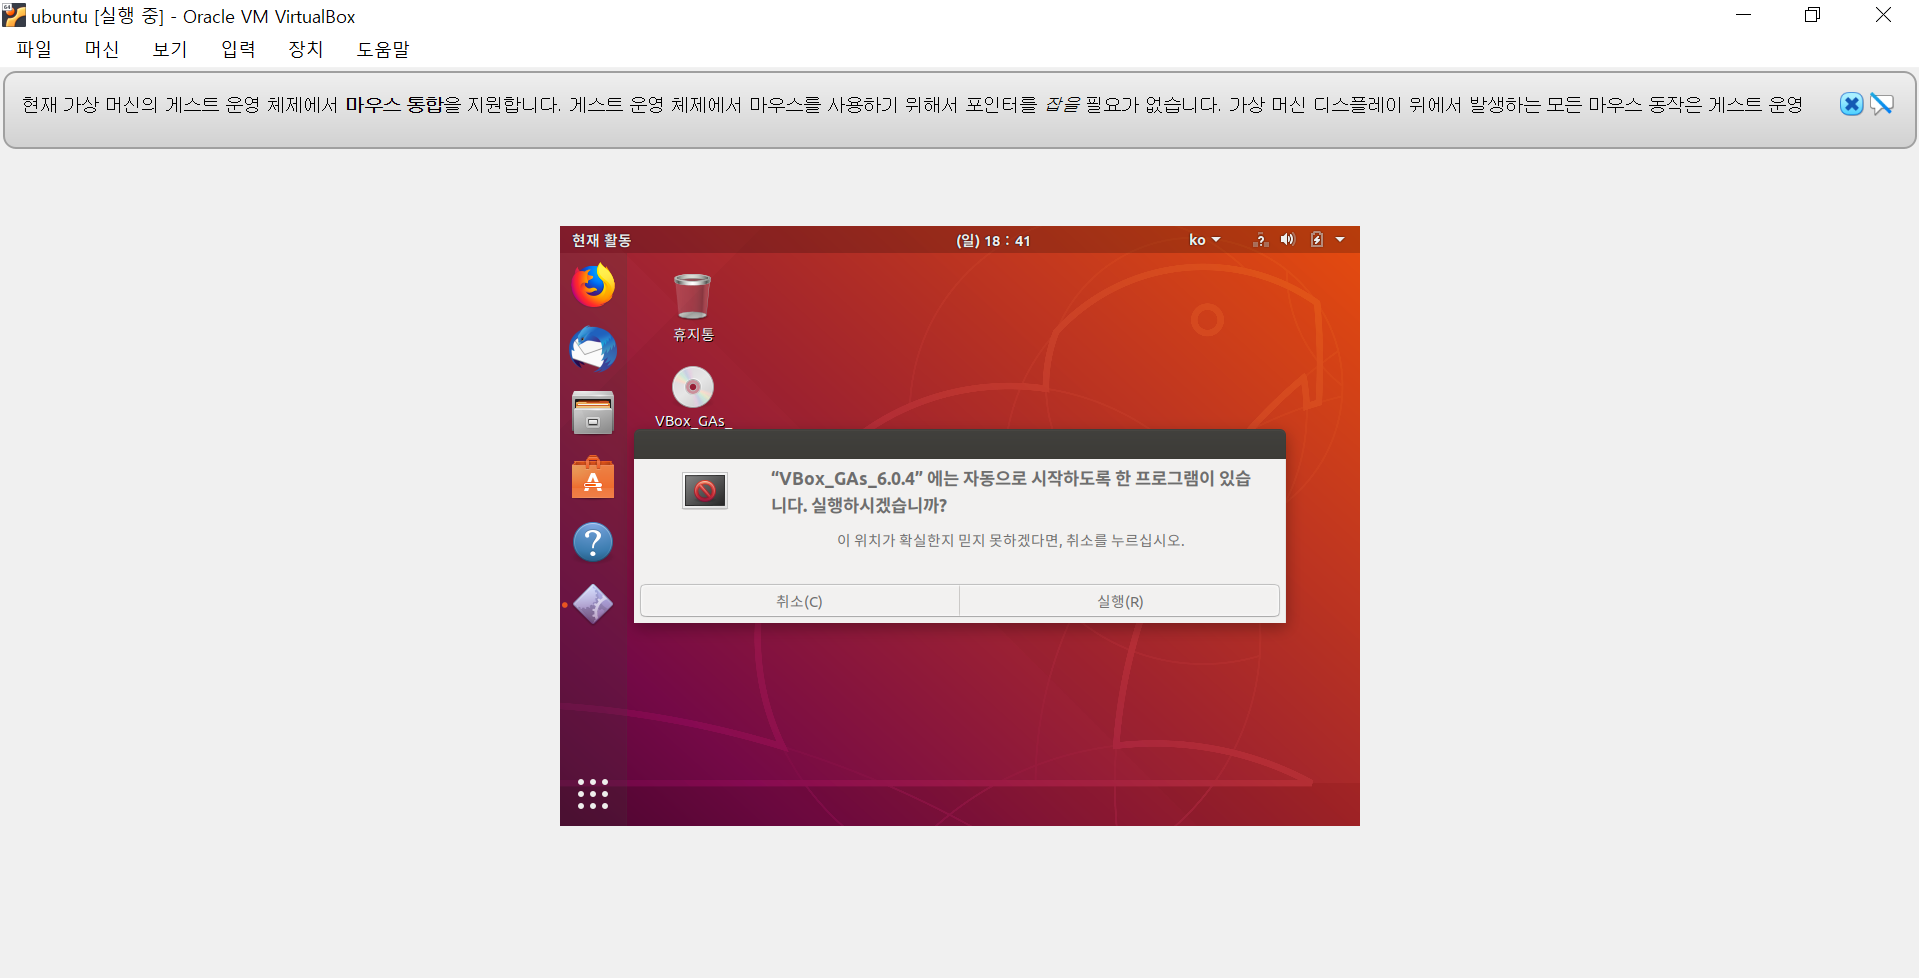 ubuntu [실행 중] - Oracle VM VirtualBox
파일 머신 보기 입력 장치 도움말
현재 가상 머신의 게스트 운영 체제에서 마우스 통합을 지원합니다. 게스트 운영 체제에서 마우스를 사용하기 위해서 포인터를 잡을 필요가 없습니다. 가상 머신 디스플레이 위에서 발생하는 모든 마우스 동작은 게스트 운영
현재 활동 (일) 18 : 41 ko
휴지통
VBox_GAs_
“VBox_GAs_6.0.4” 에는 자동으로 시작하도록 한 프로그램이 있습
니다. 실행하시겠습니까?
이 위치가 확실한지 믿지 못하겠다면, 취소를 누르십시오.
취소(C) 실행(R)